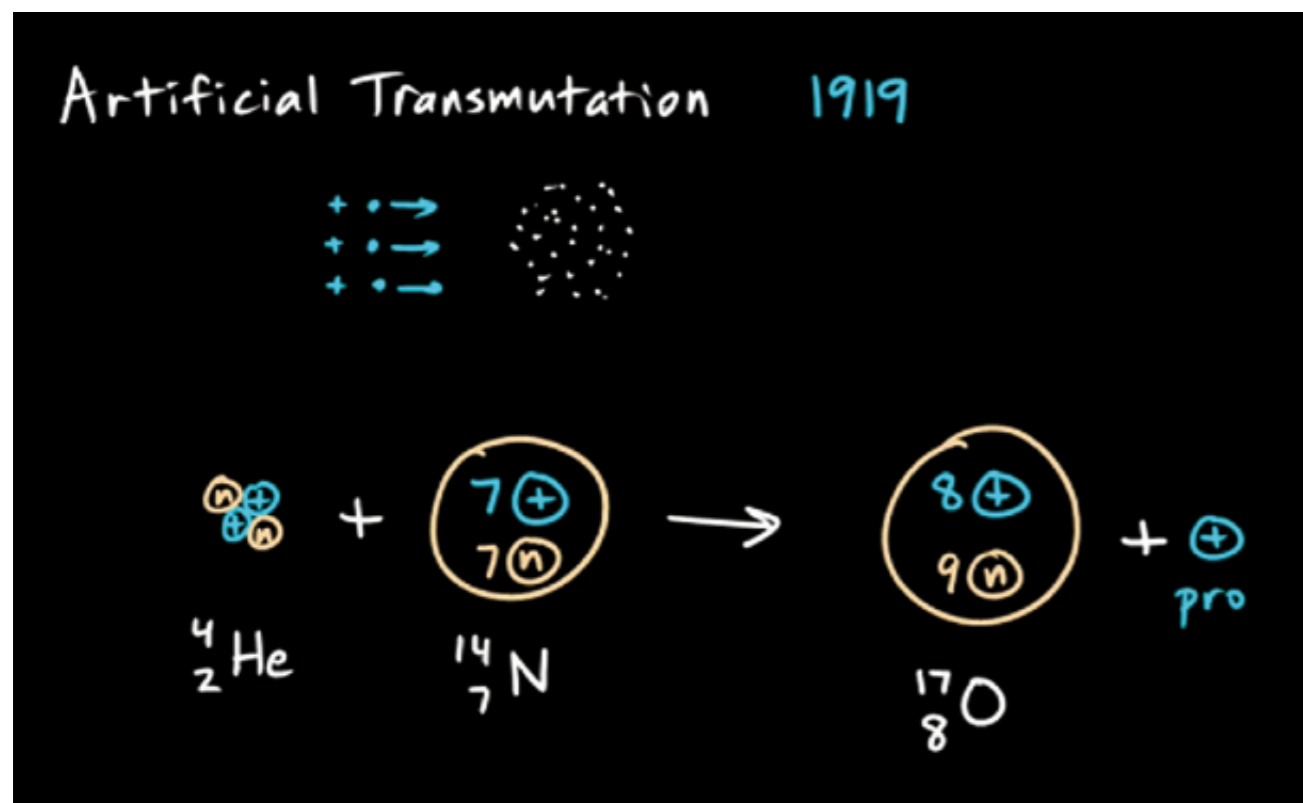 Artificial Transmutation 1919
+ • →
+ • →
+ • →
n + + n + 7 + 7 n → 8 + 9 n + +
pro
4 2 He 14 7 N 17 8 O